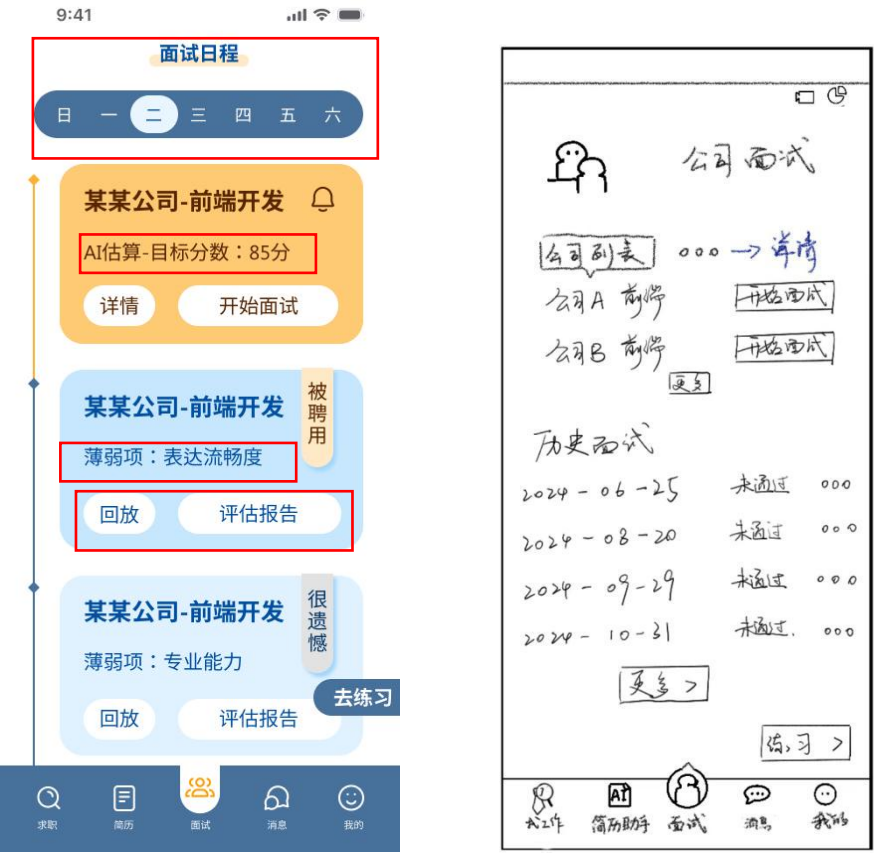 9:41
面试日程
日 一 二 三 四 五 六
某某公司-前端开发
AI估算-目标分数：85分
详情 开始面试
某某公司-前端开发
被聘用
薄弱项：表达流畅度
回放 评估报告
某某公司-前端开发
很遗憾
薄弱项：专业能力
去练习
回放 评估报告
求职 简历 面试 消息 我的
公司面试
公司列表 ooo → 详情
公司A 前端 开始面试
公司B 前端 开始面试
更多
历史面试
2024-06-25 未通过 ooo
2024-08-20 未通过 ooo
2024-09-29 未通过 ooo
2024-10-31 未通过. ooo
更多 >
练习 >
AI
找工作 简历助手 面试 消息 我的